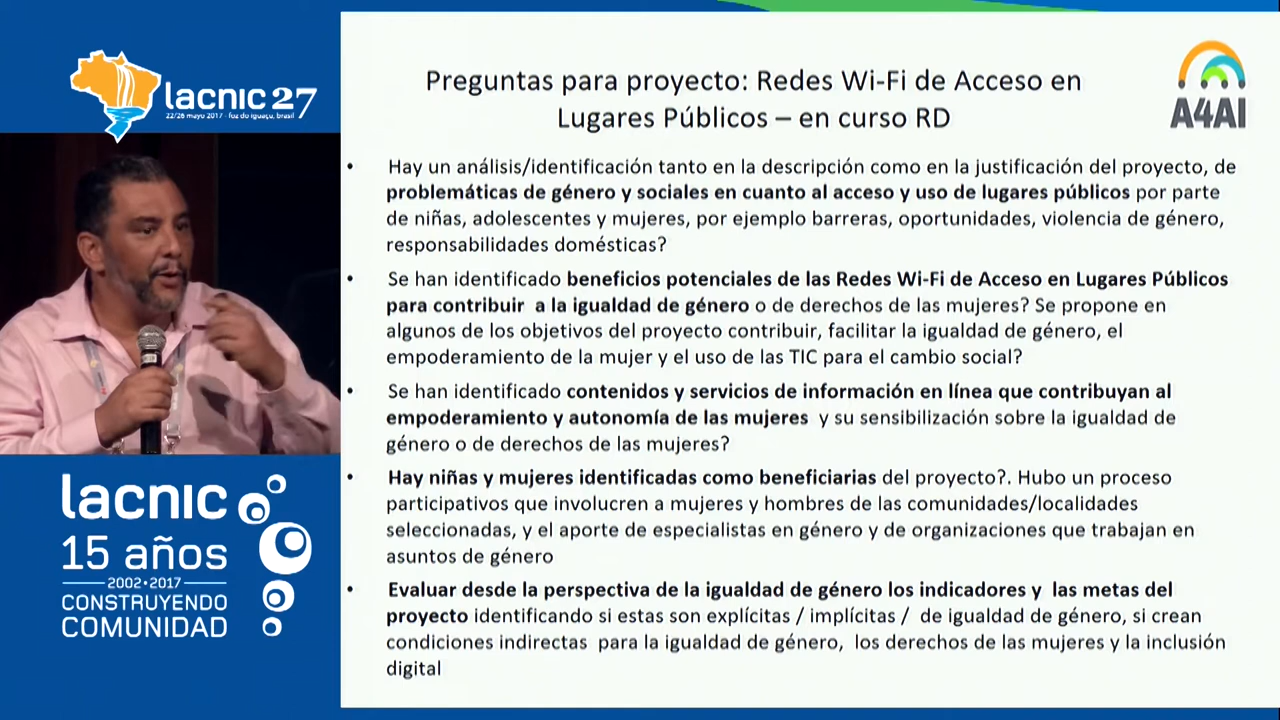 lacnic 27
22/26 mayo 2017 - foz do iguaçu, brasil
Preguntas para proyecto: Redes Wi-Fi de Acceso en
Lugares Públicos – en curso RD
A4AI
• Hay un análisis/identificación tanto en la descripción como en la justificación del proyecto, de
problemáticas de género y sociales en cuanto al acceso y uso de lugares públicos por parte
de niñas, adolescentes y mujeres, por ejemplo barreras, oportunidades, violencia de género,
responsabilidades domésticas?
• Se han identificado beneficios potenciales de las Redes Wi-Fi de Acceso en Lugares Públicos
para contribuir a la igualdad de género o de derechos de las mujeres? Se propone en
algunos de los objetivos del proyecto contribuir, facilitar la igualdad de género, el
empoderamiento de la mujer y el uso de las TIC para el cambio social?
• Se han identificado contenidos y servicios de información en línea que contribuyan al
empoderamiento y autonomía de las mujeres y su sensibilización sobre la igualdad de
género o de derechos de las mujeres?
• Hay niñas y mujeres identificadas como beneficiarias del proyecto?. Hubo un proceso
participativos que involucren a mujeres y hombres de las comunidades/localidades
seleccionadas, y el aporte de especialistas en género y de organizaciones que trabajan en
asuntos de género
• Evaluar desde la perspectiva de la igualdad de género los indicadores y las metas del
proyecto identificando si estas son explícitas / implícitas / de igualdad de género, si crean
condiciones indirectas para la igualdad de género, los derechos de las mujeres y la inclusión
digital
lacnic
15 años
2002•2017
CONSTRUYENDO
COMUNIDAD